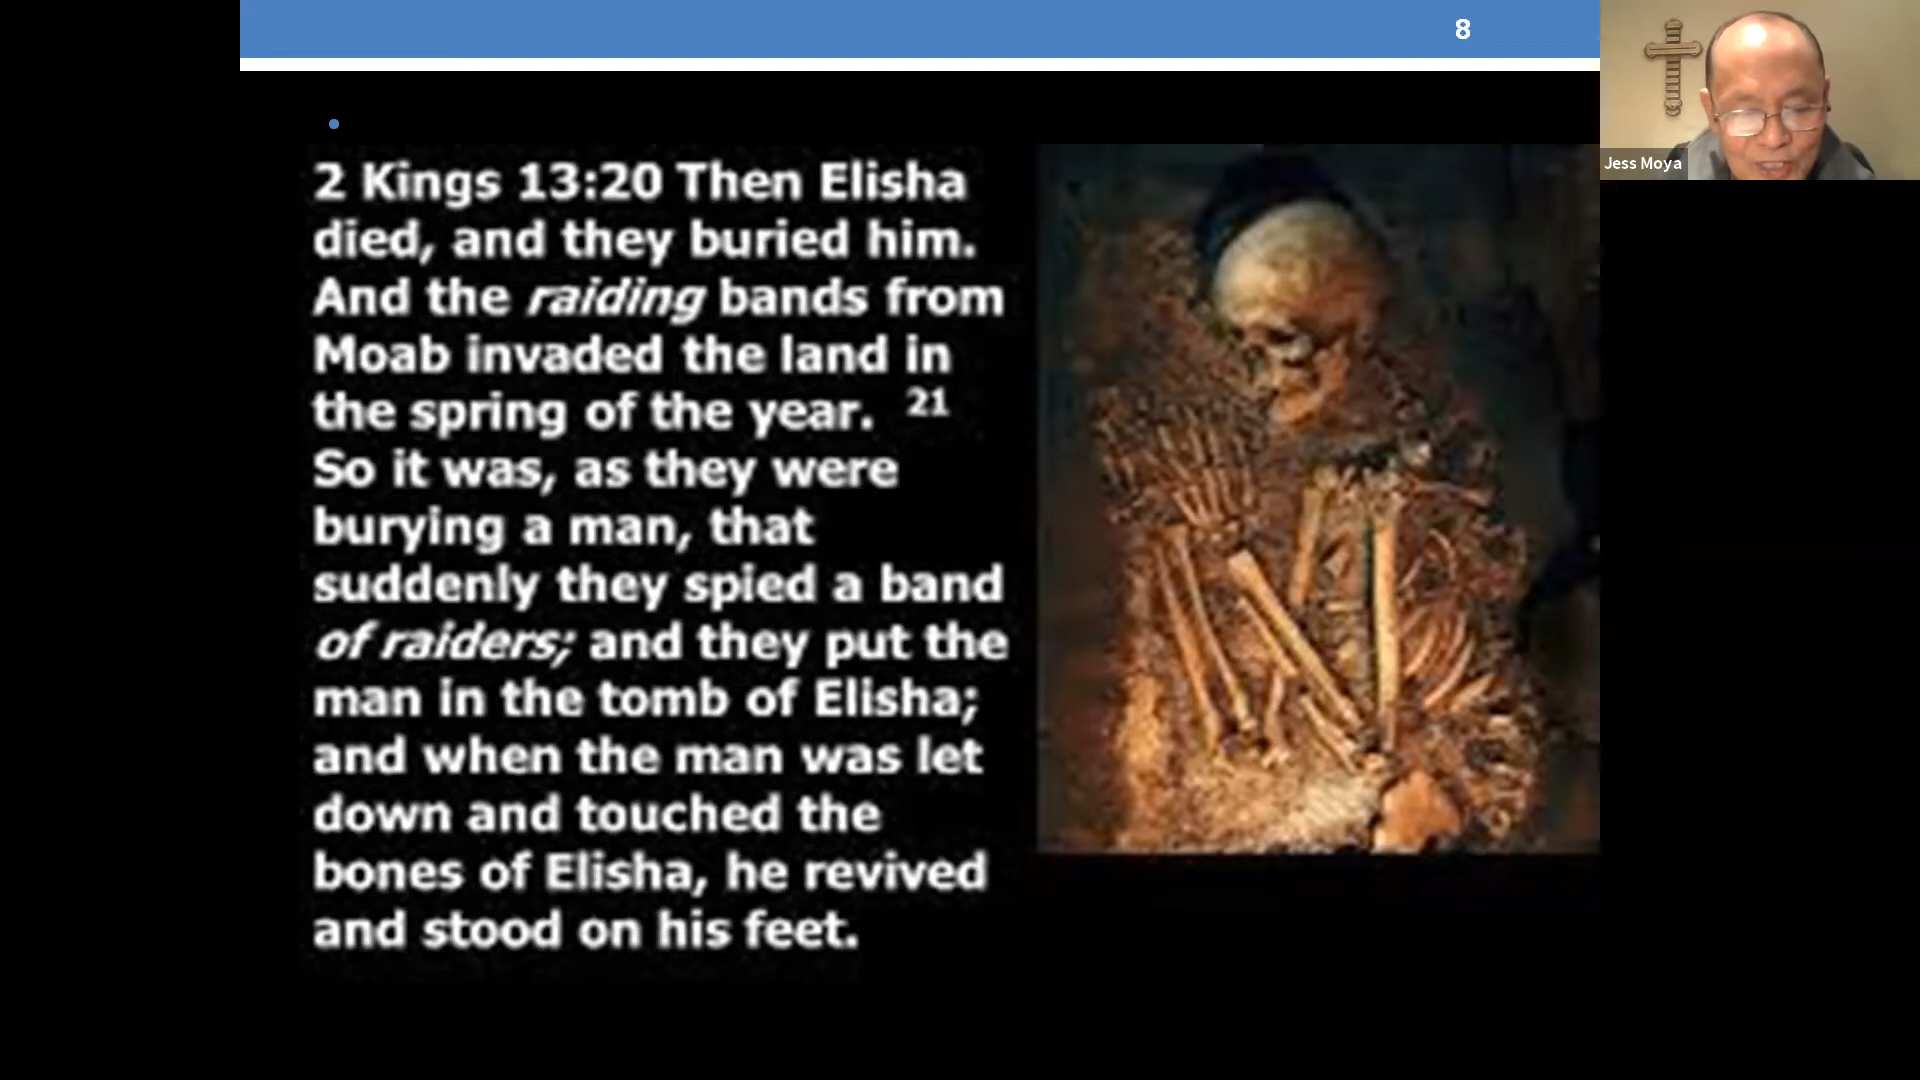 8
Jess Moya
2 Kings 13:20 Then Elisha
died, and they buried him.
And the raiding bands from
Moab invaded the land in
the spring of the year. 21
So it was, as they were
burying a man, that
suddenly they spied a band
of raiders; and they put the
man in the tomb of Elisha;
and when the man was let
down and touched the
bones of Elisha, he revived
and stood on his feet.